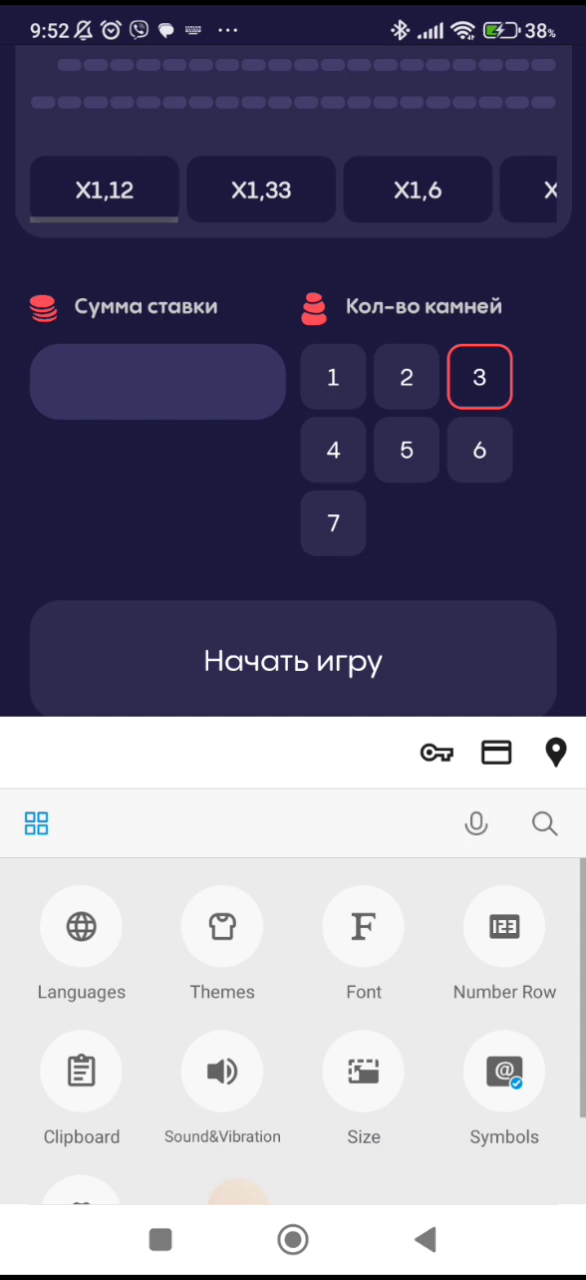 9:52 38%
X1,12 X1,33 X1,6 X
Сумма ставки Кол-во камней
1 2 3
4 5 6
7
Начать игру
Languages Themes Font Number Row
Clipboard Sound&Vibration Size Symbols